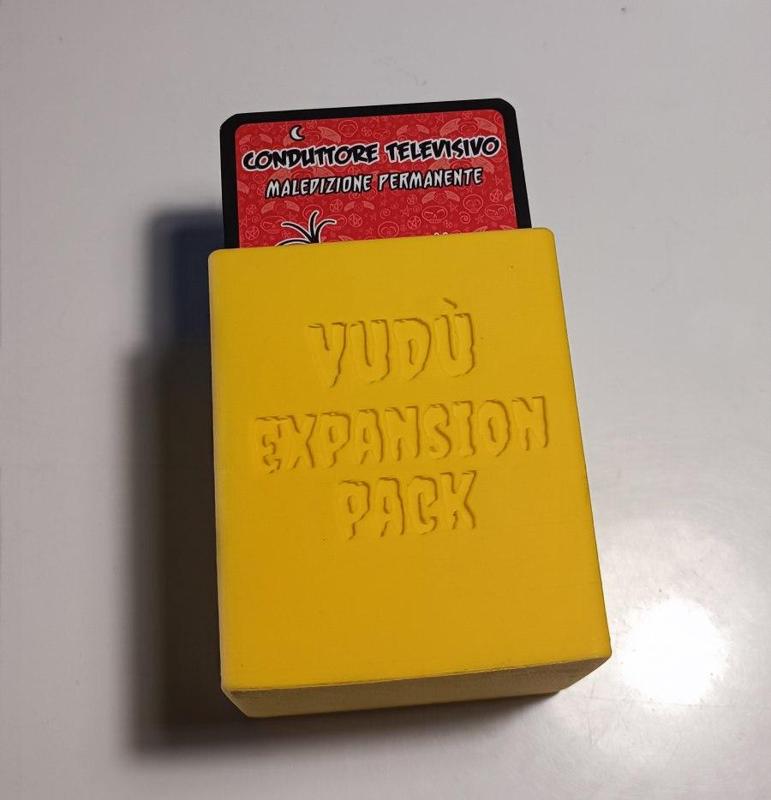 CONDUTTORE TELEVISIVO
MALEDIZIONE PERMANENTE
VUDÙ
EXPANSION
PACK